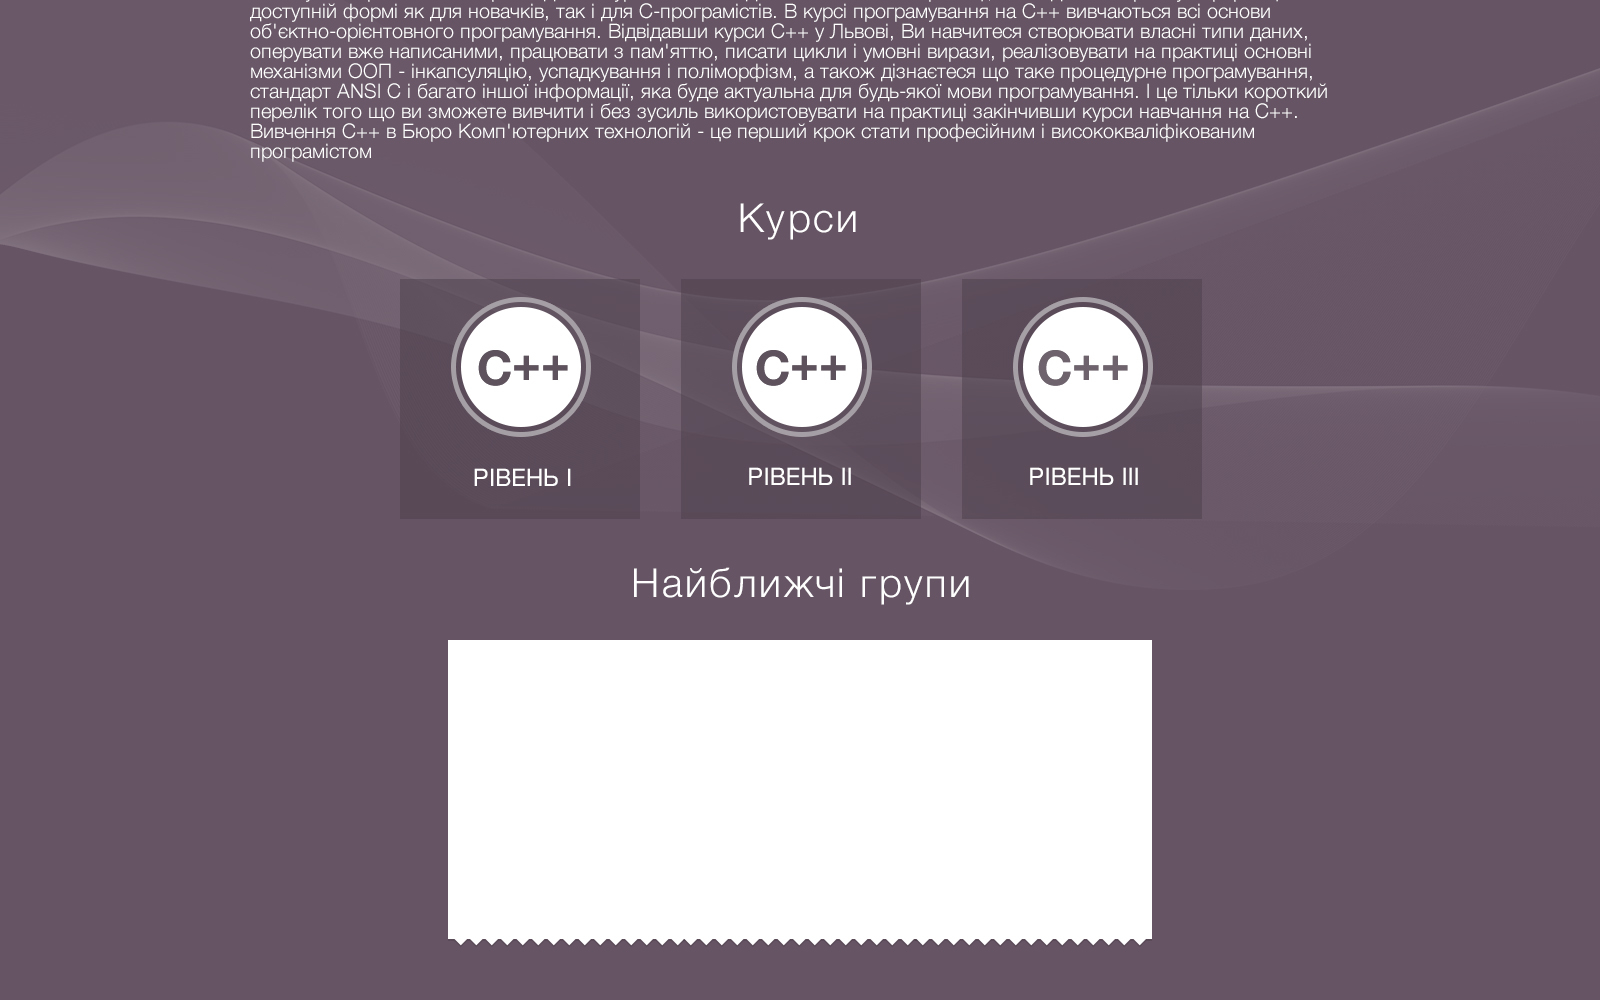 доступній формі як для новачків, так і для С-програмістів. В курсі програмування на С++ вивчаються всі основи
об'єктно-орієнтовного програмування. Відвідавши курси С++ у Львові, Ви навчитеся створювати власні типи даних,
оперувати вже написаними, працювати з пам'яттю, писати цикли і умовні вирази, реалізовувати на практиці основні
механізми ООП - інкапсуляцію, успадкування і поліморфізм, а також дізнаєтеся що таке процедурне програмування,
стандарт ANSI C і багато іншої інформації, яка буде актуальна для будь-якої мови програмування. І це тільки короткий
перелік того що ви зможете вивчити і без зусиль використовувати на практиці закінчивши курси навчання на С++.
Вивчення С++ в Бюро Комп'ютерних технологій - це перший крок стати професійним і висококваліфікованим
програмістом
Курси
C++ C++ C++
РІВЕНЬ I РІВЕНЬ II РІВЕНЬ III
Найближчі групи